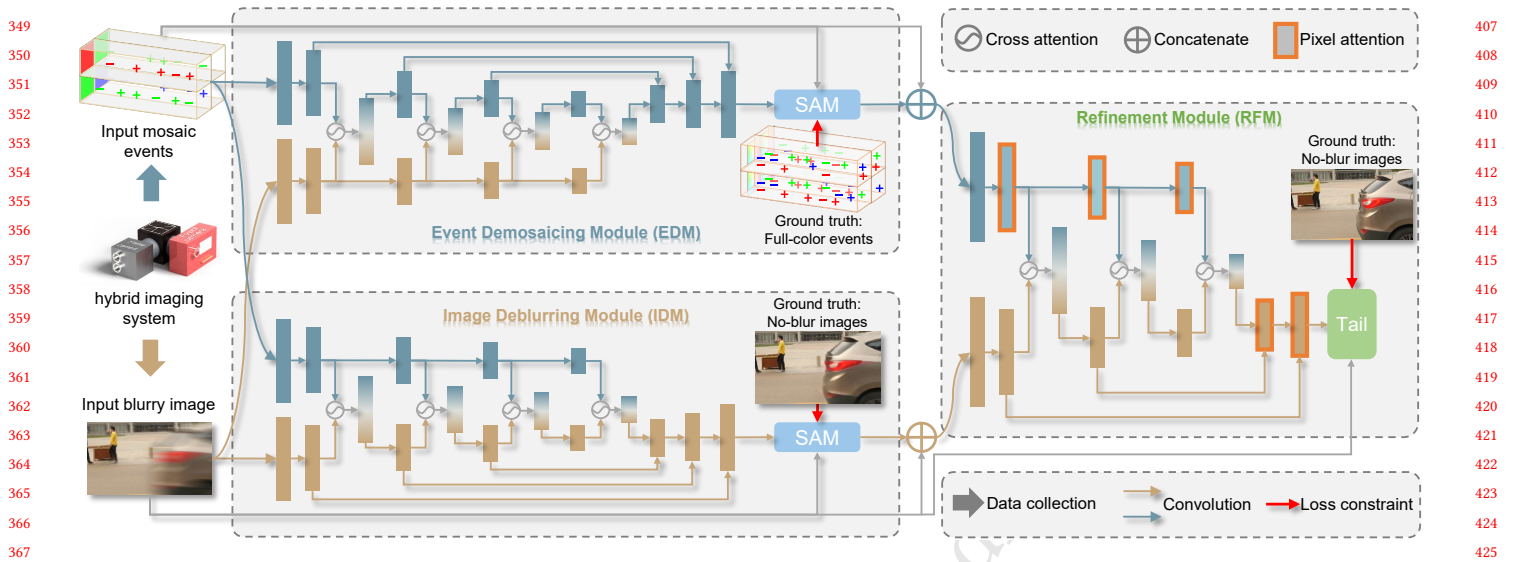 349
350
351
352
353
354
355
356
357
358
359
360
361
362
363
364
365
366
367
Input mosaic
events
hybrid imaging
system
Input blurry image
SAM
Ground truth:
Full-color events
Event Demosaicing Module (EDM)
Image Deblurring Module (IDM)
Ground truth:
No-blur images
SAM
Cross attention
Concatenate
Pixel attention
Refinement Module (RFM)
Ground truth:
No-blur images
Tail
Data collection
Convolution
Loss constraint
407
408
409
410
411
412
413
414
415
416
417
418
419
420
421
422
423
424
425